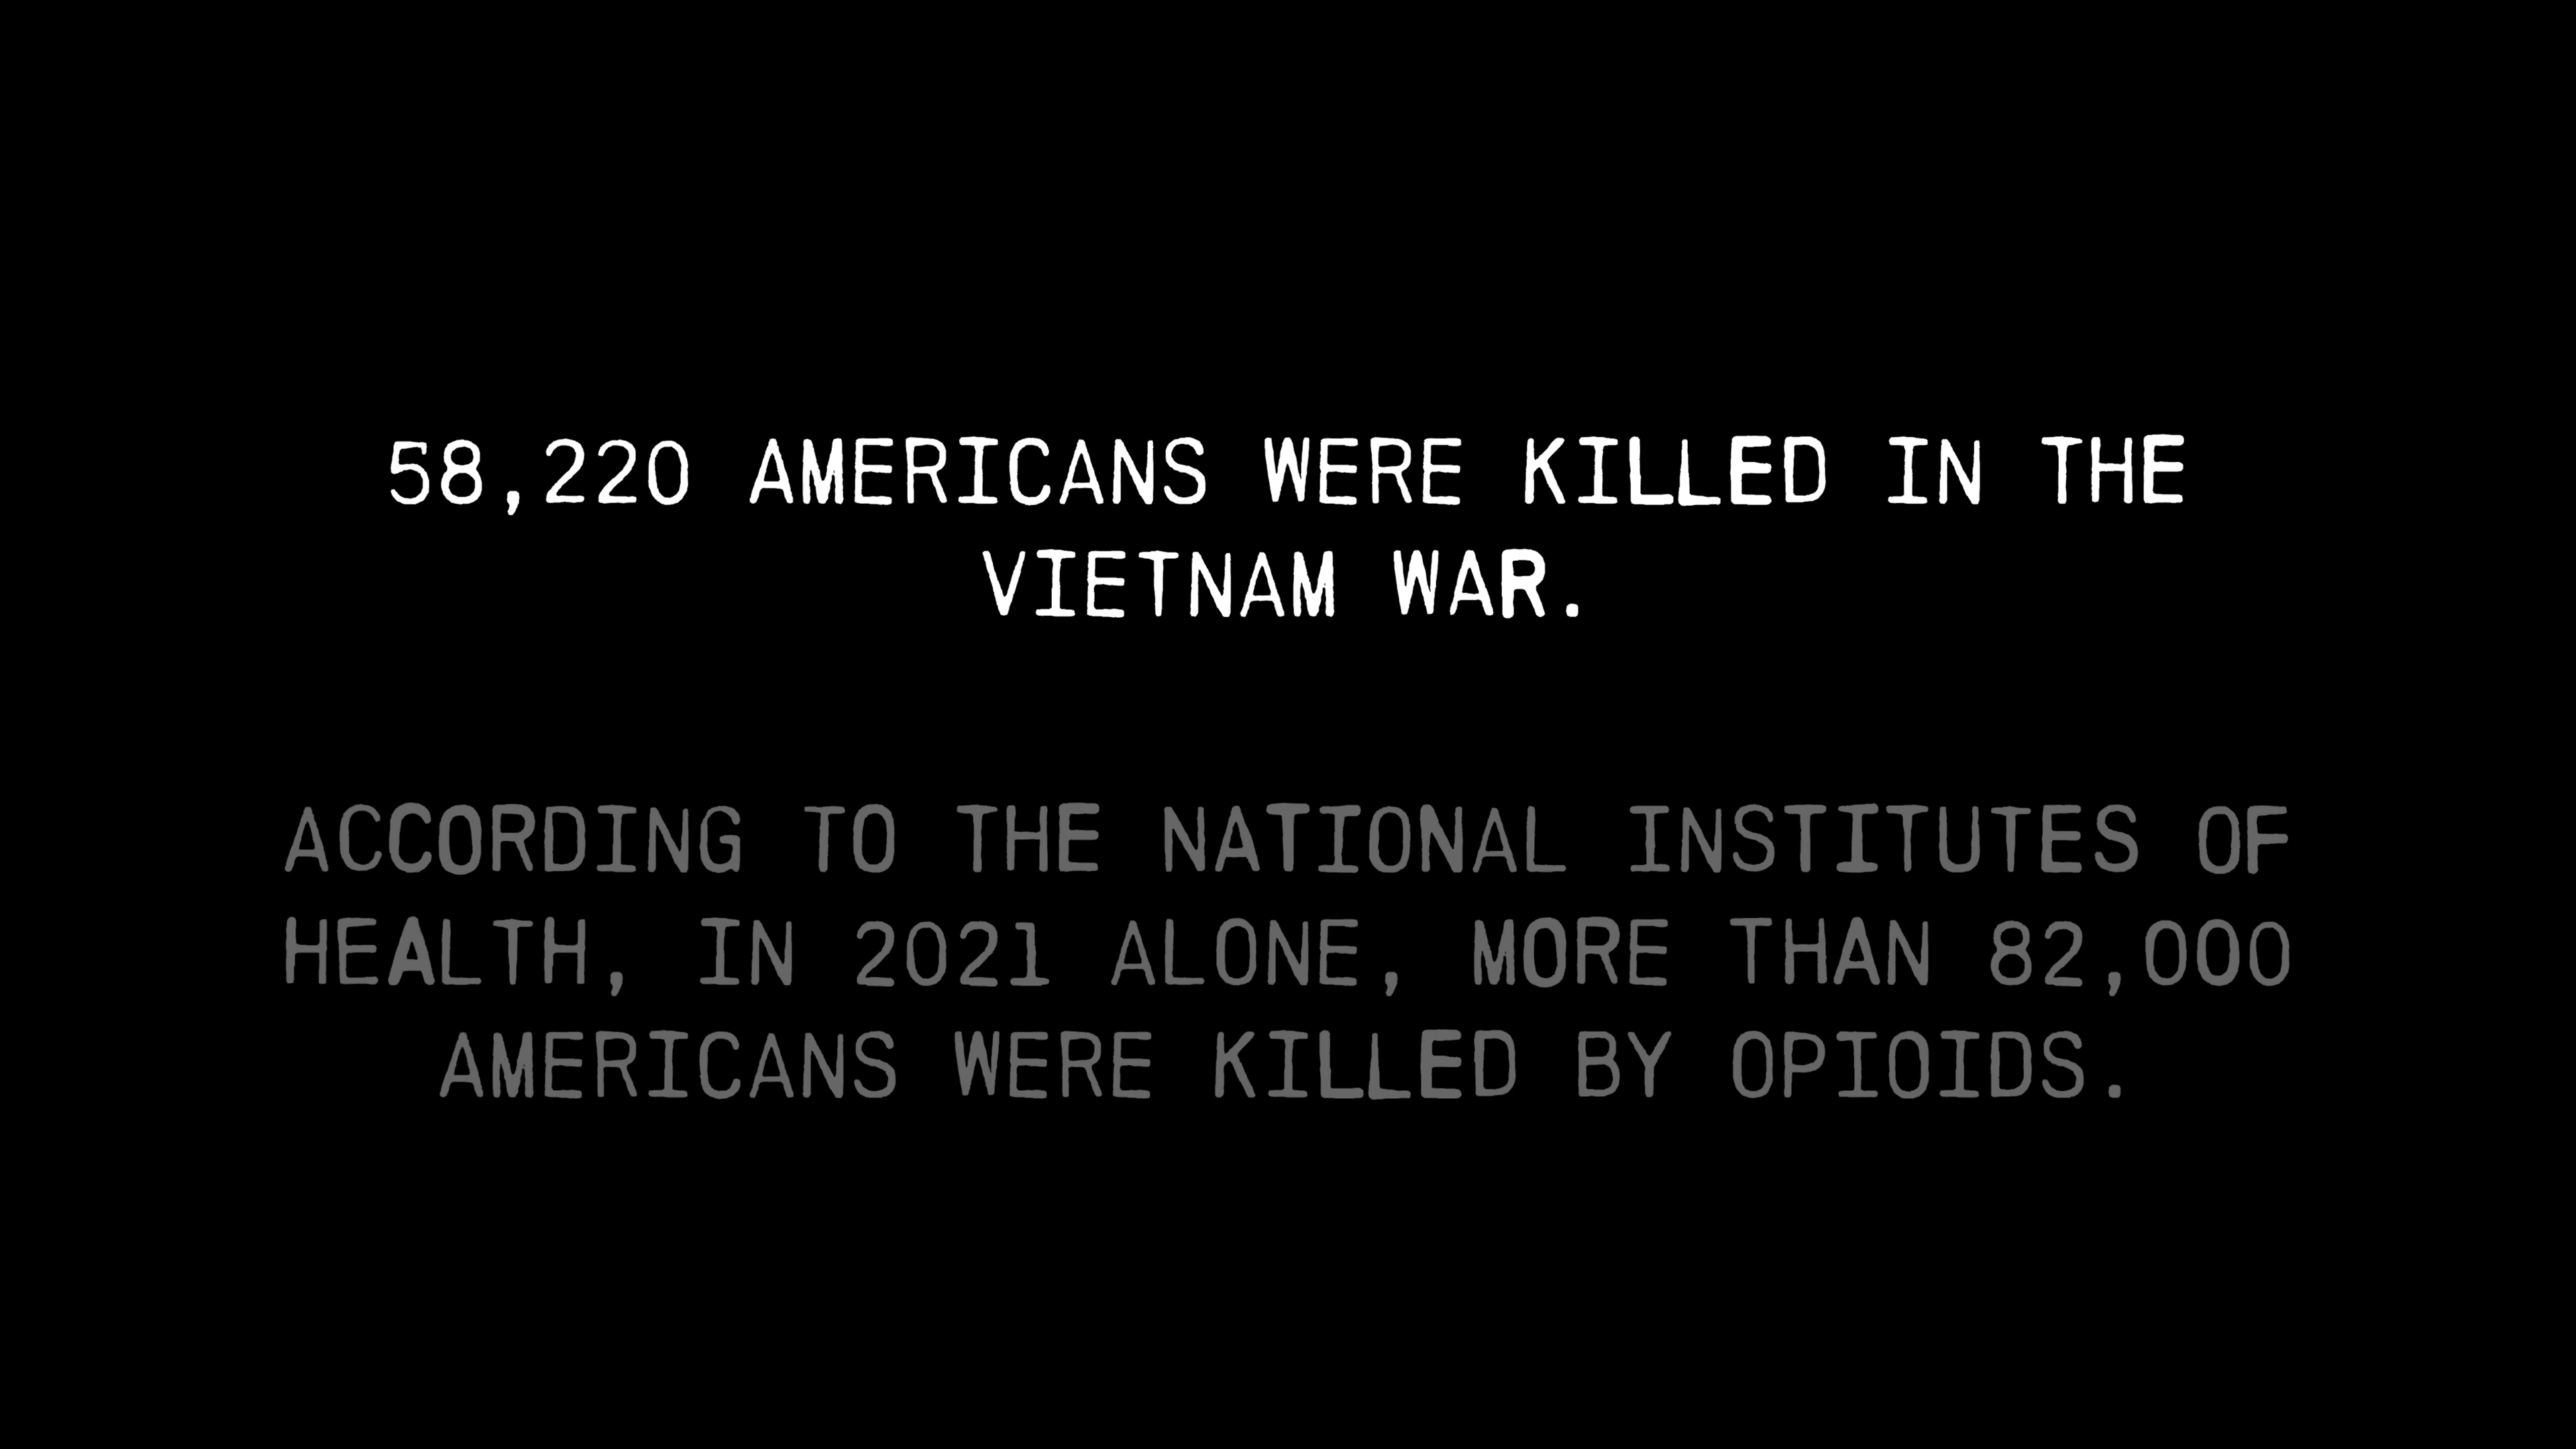 58,220 AMERICANS WERE KILLED IN THE
VIETNAM WAR.
ACCORDING TO THE NATIONAL INSTITUTES OF
HEALTH, IN 2021 ALONE, MORE THAN 82,000
AMERICANS WERE KILLED BY OPIOIDS.